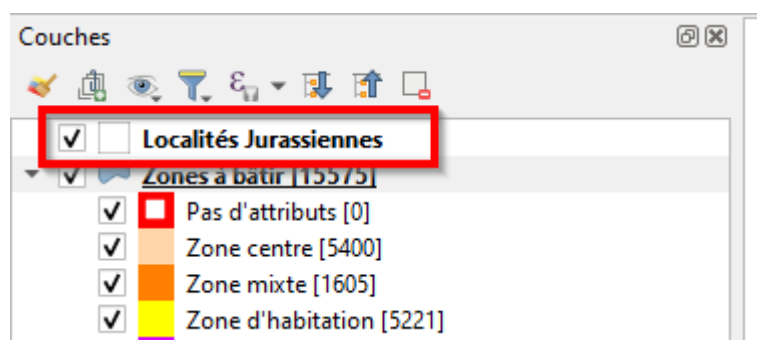 Couches
Localités Jurassiennes
Zones à bâtir [15575]
Pas d'attributs [0]
Zone centre [5400]
Zone mixte [1605]
Zone d'habitation [5221]